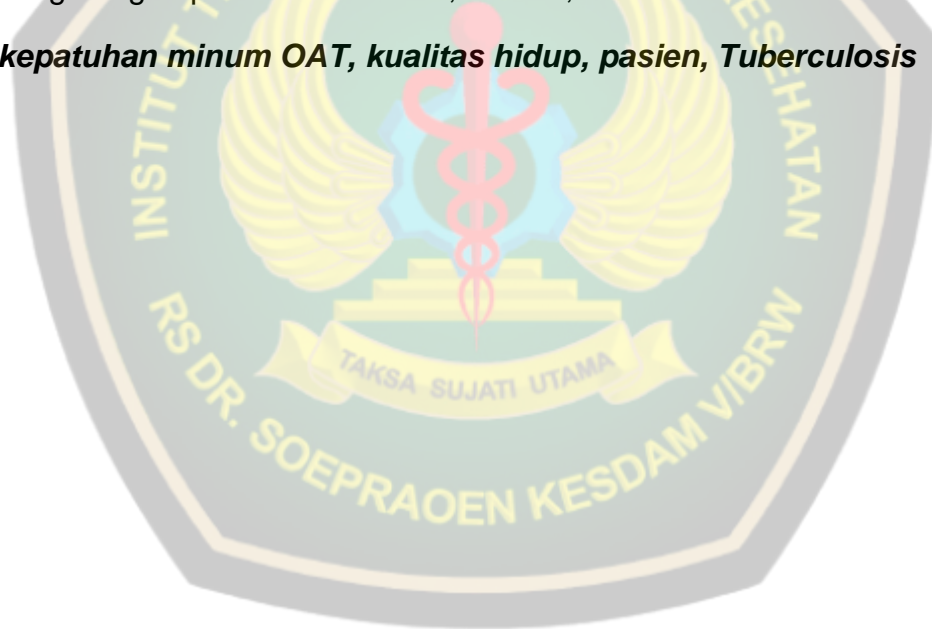 kepatuhan minum OAT, kualitas hidup, pasien, Tuberculosis
INSTITUT T
KESEHATAN
TAKSA SUJATI UTAMA
RS DR. SOEPRAOEN KESDAM V/BRW